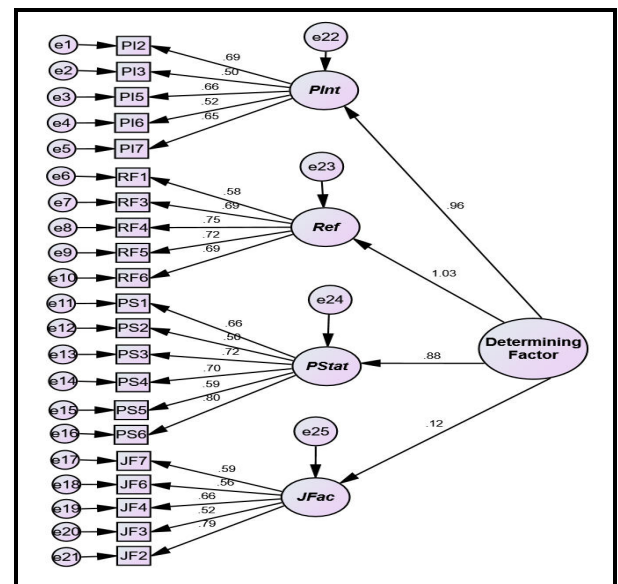 e22
e1 PI2
.69
e2 PI3
.50
e3 PI5 .66 PInt
.52
e4 PI6
.65
e5 PI7
e6 RF1 e23
.58
e7 RF3 .69
e8 RF4 .75 Ref
.72
e9 RF5 .69
e10 RF6
.96
1.03
e11 PS1 e24
.66
e12 PS2
e13 PS3 .72
.70 PStat .88 Determining
e14 PS4 Factor
.59
e15 PS5 .80
e16 PS6
e25
.12
e17 JF7
.59
e18 JF6 .56
e19 JF4 .66 JFac
.52
e20 JF3 .79
e21 JF2